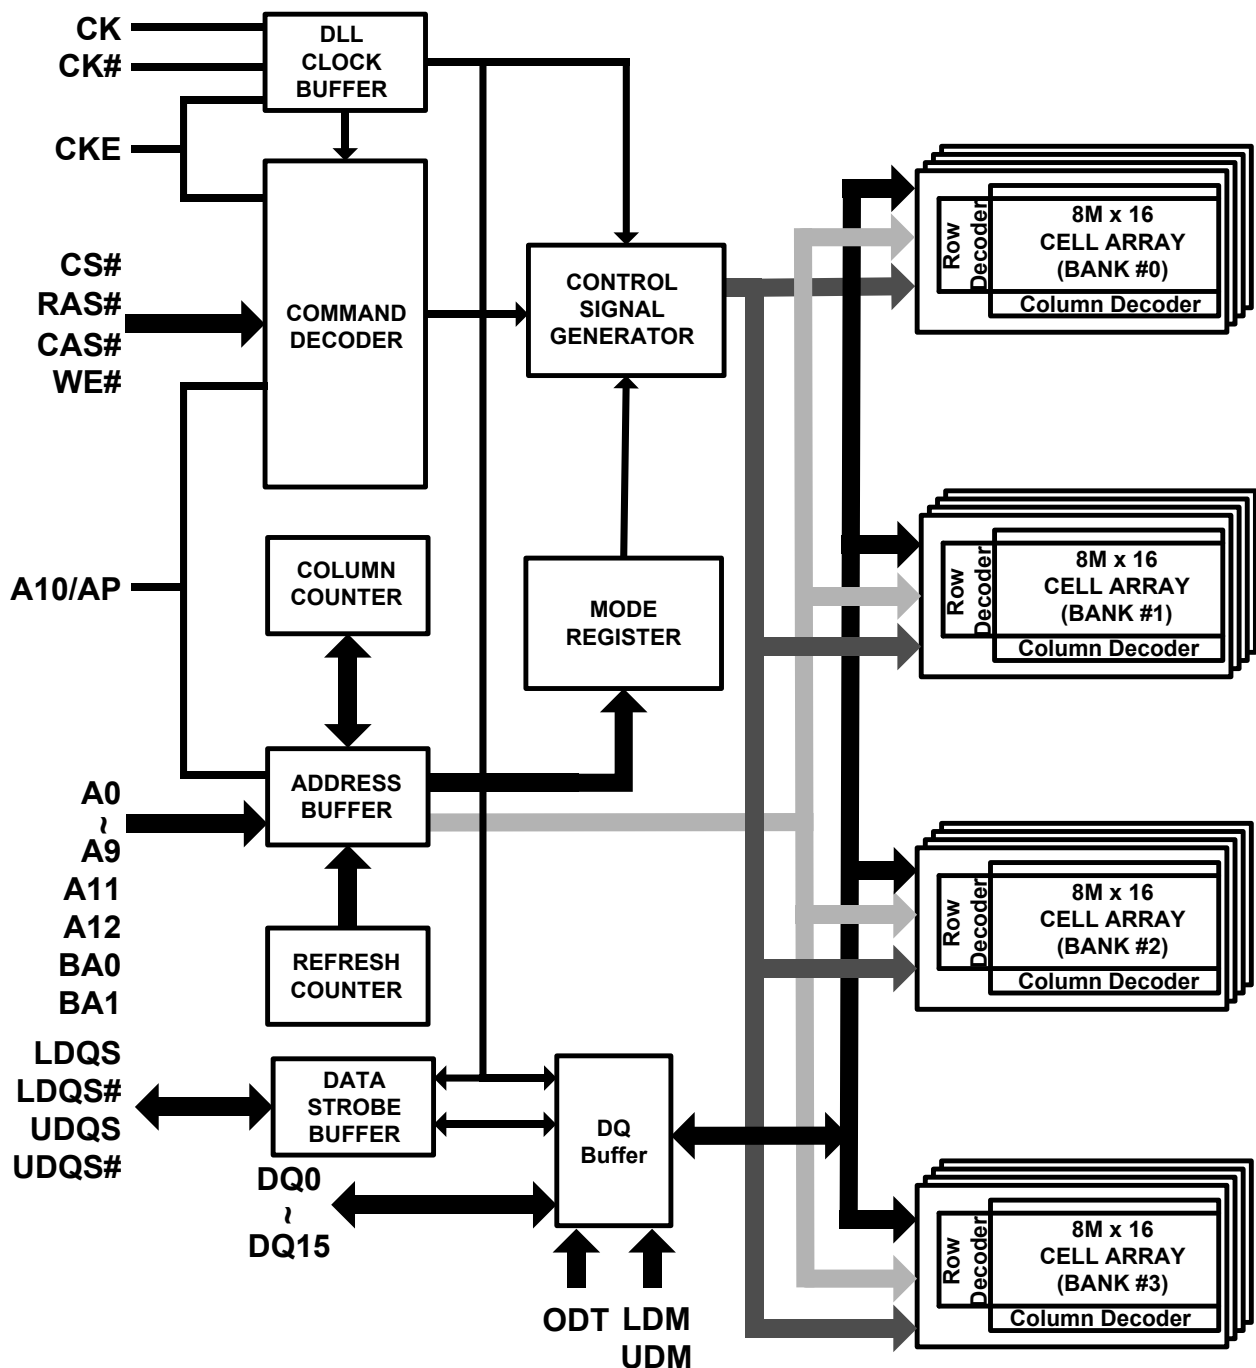 CK
CK#
CKE
CS#
RAS#
CAS#
WE#
A10/AP
A0
~
A9
A11
A12
BA0
BA1
LDQS
LDQS#
UDQS
UDQS#
DQ0
~
DQ15
ODT
LDM
UDM
DLL
CLOCK
BUFFER
COMMAND
DECODER
CONTROL
SIGNAL
GENERATOR
COLUMN
COUNTER
MODE
REGISTER
ADDRESS
BUFFER
REFRESH
COUNTER
DATA
STROBE
BUFFER
DQ
Buffer
Row
Decoder
8M x 16
CELL ARRAY
(BANK #0)
Column Decoder
Row
Decoder
8M x 16
CELL ARRAY
(BANK #1)
Column Decoder
Row
Decoder
8M x 16
CELL ARRAY
(BANK #2)
Column Decoder
Row
Decoder
8M x 16
CELL ARRAY
(BANK #3)
Column Decoder